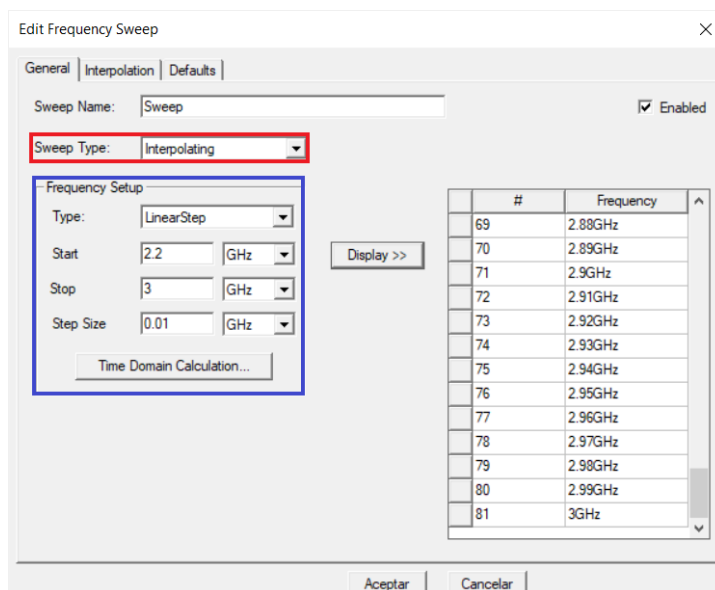 Edit Frequency Sweep
General Interpolation Defaults
Sweep Name: Sweep Enabled
Sweep Type: Interpolating
Frequency Setup
Type: LinearStep
Start 2.2 GHz
Stop 3 GHz
Step Size 0.01 GHz
Time Domain Calculation...
Display >>
# Frequency
69 2.88GHz
70 2.89GHz
71 2.9GHz
72 2.91GHz
73 2.92GHz
74 2.93GHz
75 2.94GHz
76 2.95GHz
77 2.96GHz
78 2.97GHz
79 2.98GHz
80 2.99GHz
81 3GHz
Aceptar Cancelar